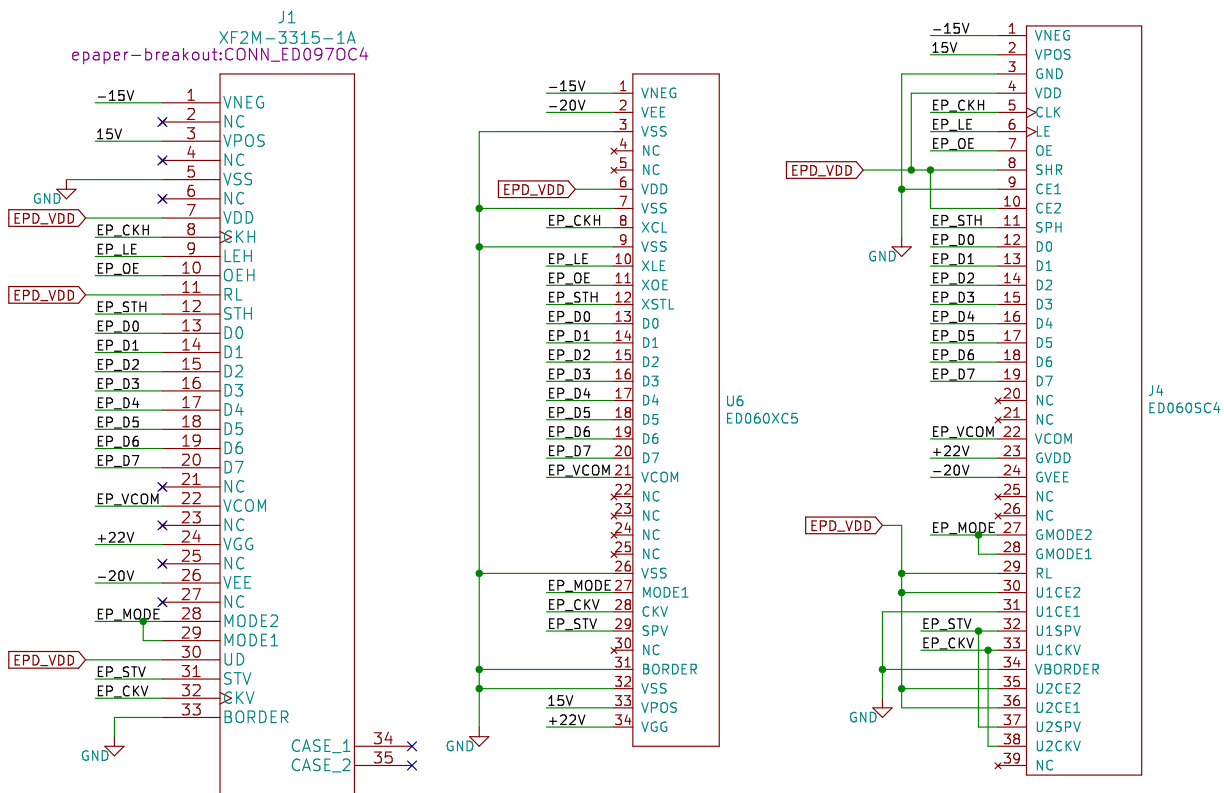 J1
XF2M-3315-1A
epaper-breakout:CONN_ED097OC4
-15V 1 VNEG
2 NC
15V 3 VPOS
4 NC
GND 5 VSS
6 NC
EPD_VDD 7 VDD
EP_CKH 8 CKH
EP_LE 9 LEH
EP_OE 10 OEH
EPD_VDD 11 RL
EP_STH 12 STH
EP_D0 13 D0
EP_D1 14 D1
EP_D2 15 D2
EP_D3 16 D3
EP_D4 17 D4
EP_D5 18 D5
EP_D6 19 D6
EP_D7 20 D7
21 NC
EP_VCOM 22 VCOM
23 NC
+22V 24 VGG
25 NC
-20V 26 VEE
27 NC
EP_MODE 28 MODE2
29 MODE1
EPD_VDD 30 UD
EP_STV 31 STV
EP_CKV 32 CKV
33 BORDER
GND
CASE_1 34
CASE_2 35
-15V 1 VNEG
-20V 2 VEE
3 VSS
4 NC
5 NC
EPD_VDD 6 VDD
7 VSS
EP_CKH 8 XCL
9 VSS
EP_LE 10 XLE
EP_OE 11 XOE
EP_STH 12 XSTL
EP_D0 13 D0
EP_D1 14 D1
EP_D2 15 D2
EP_D3 16 D3
EP_D4 17 D4
EP_D5 18 D5
EP_D6 19 D6
EP_D7 20 D7
EP_VCOM 21 VCOM
22 NC
23 NC
24 NC
25 NC
26 VSS
EP_MODE 27 MODE1
EP_CKV 28 CKV
EP_STV 29 SPV
30 NC
31 BORDER
32 VSS
15V 33 VPOS
+22V 34 VGG
GND
U6
ED060XC5
-15V 1 VNEG
15V 2 VPOS
3 GND
4 VDD
EP_CKH 5 CLK
EP_LE 6 LE
EP_OE 7 OE
EPD_VDD 8 SHR
9 CE1
10 CE2
EP_STH 11 SPH
GND
EP_D0 12 D0
EP_D1 13 D1
EP_D2 14 D2
EP_D3 15 D3
EP_D4 16 D4
EP_D5 17 D5
EP_D6 18 D6
EP_D7 19 D7
20 NC
21 NC
EP_VCOM 22 VCOM
+22V 23 GVDD
-20V 24 GVEE
25 NC
26 NC
EPD_VDD
EP_MODE 27 GMODE2
28 GMODE1
29 RL
30 U1CE2
31 U1CE1
EP_STV 32 U1SPV
EP_CKV 33 U1CKV
34 VBORDER
35 U2CE2
36 U2CE1
GND
37 U2SPV
38 U2CKV
39 NC
J4
ED060SC4